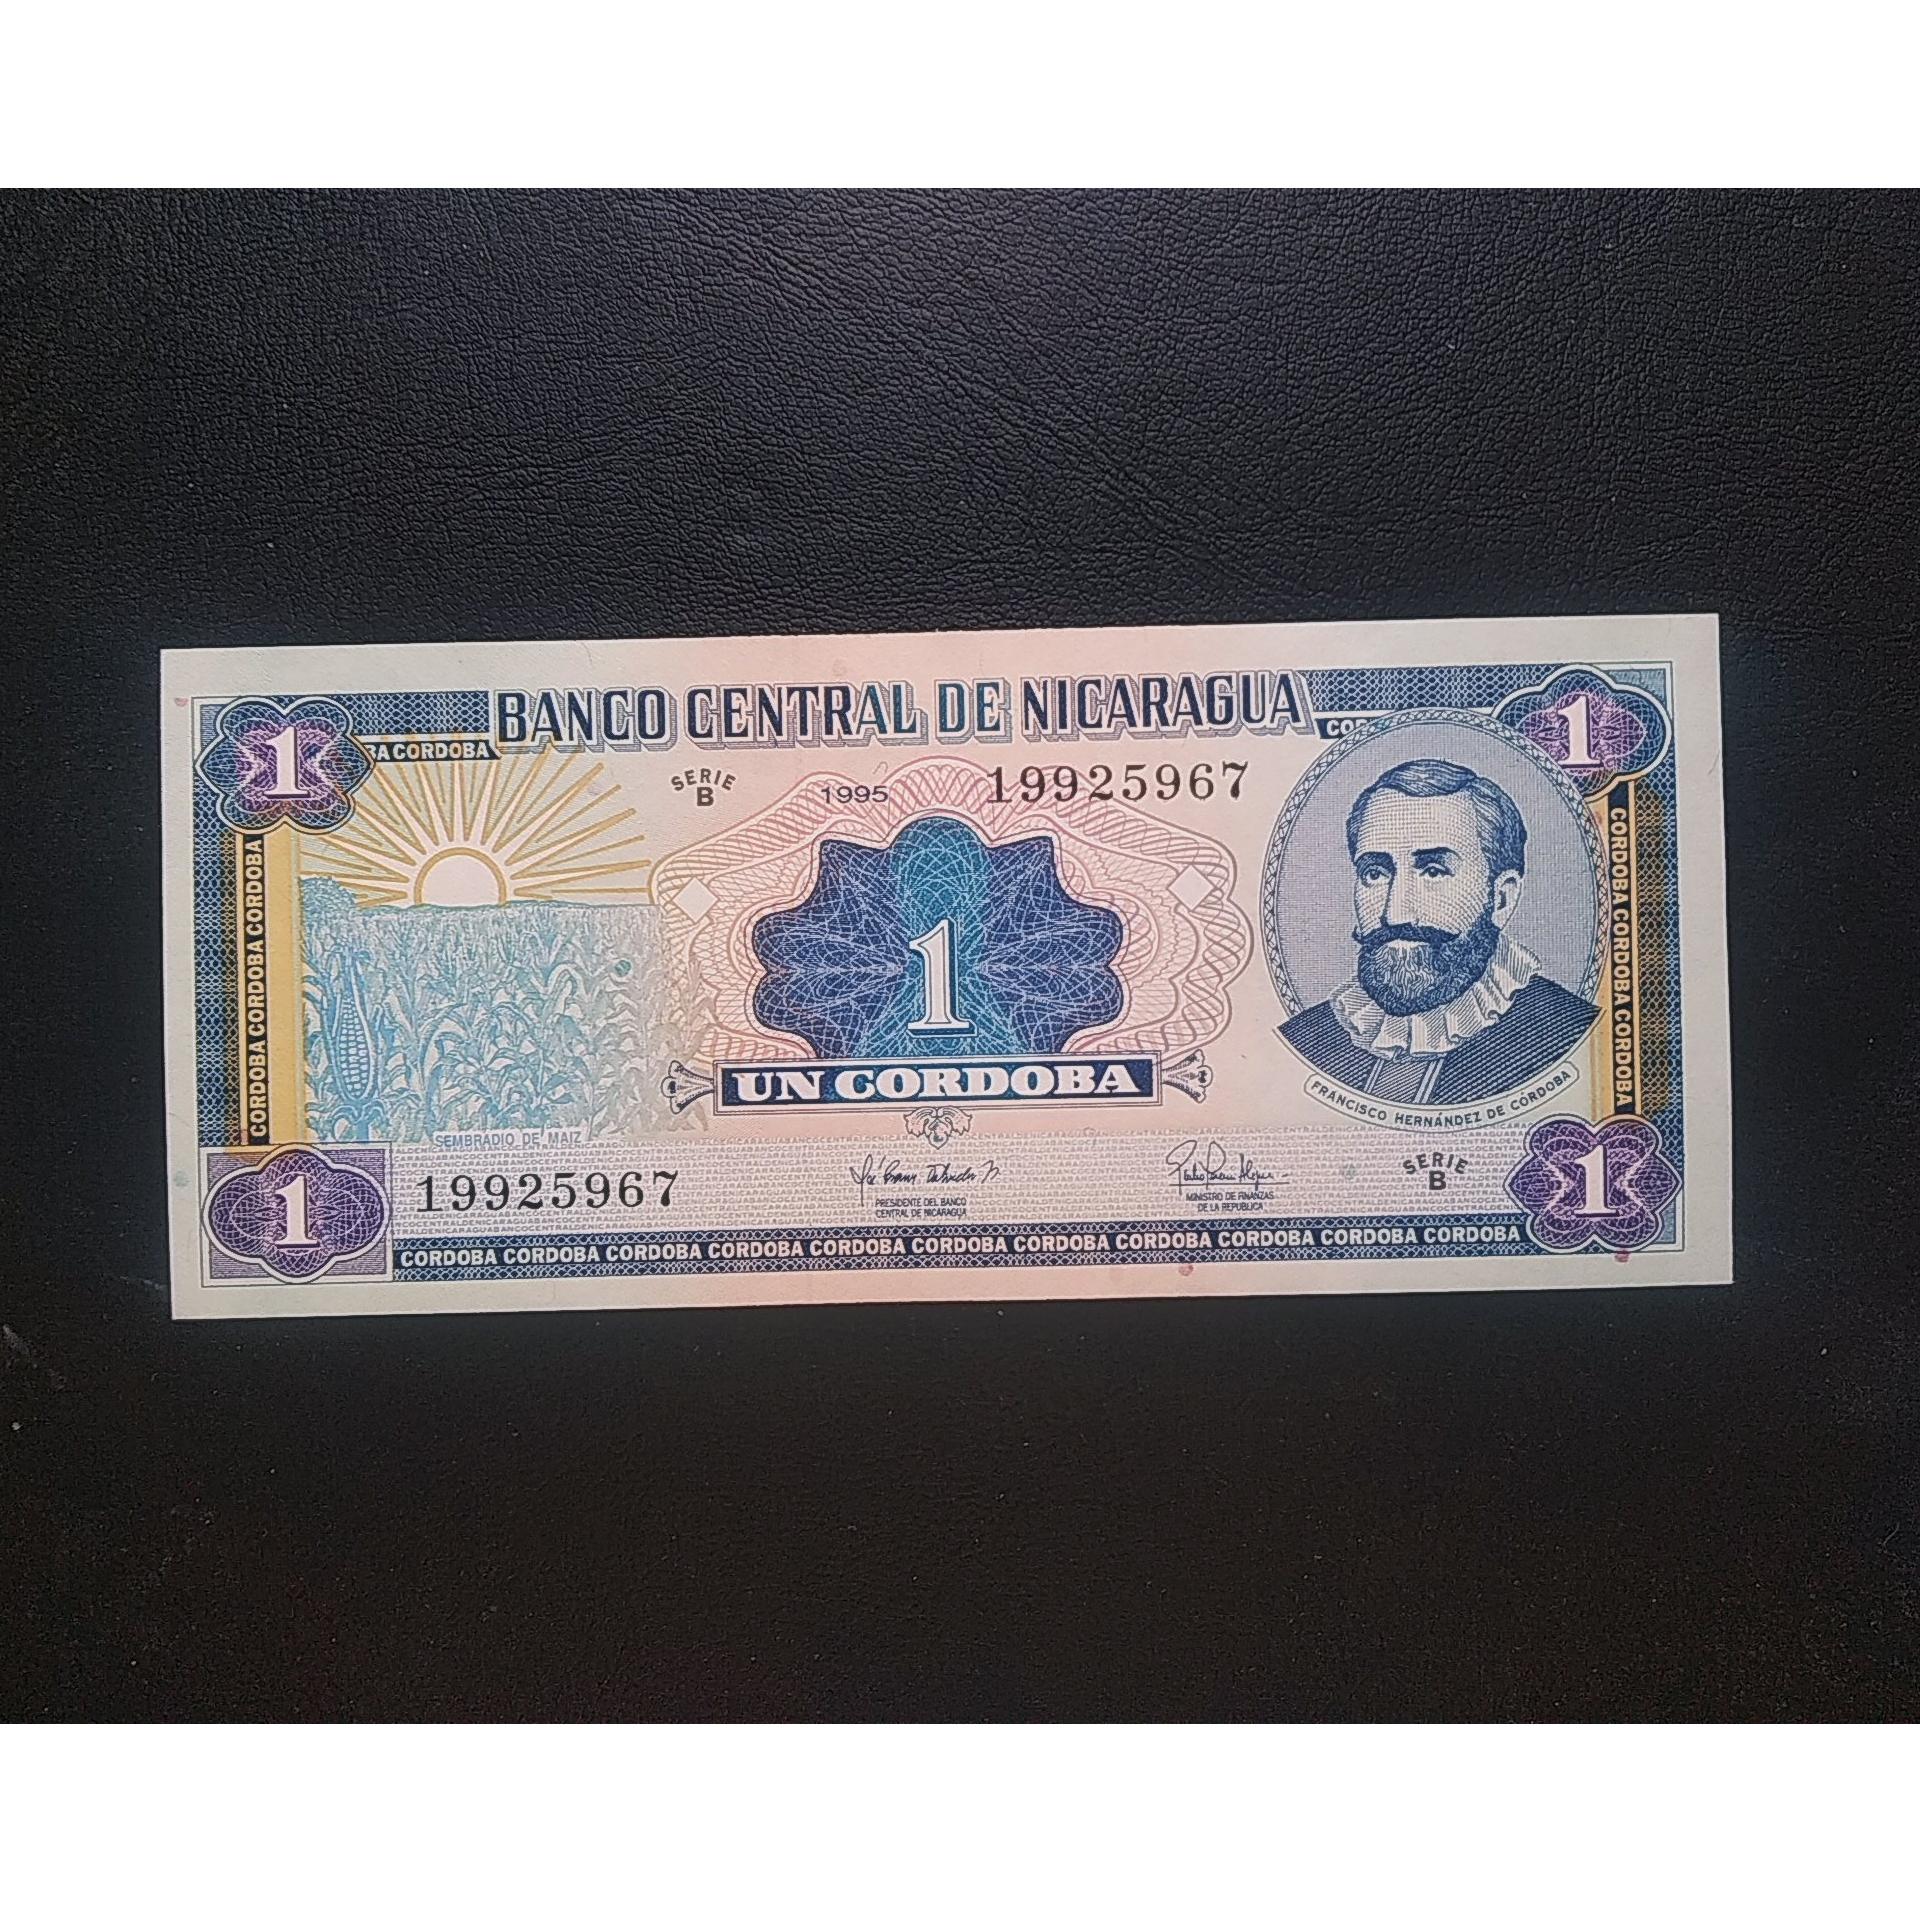 BANCO CENTRAL DE NICARAGUA
1
BA CORDOBA
COR
1
SERIE B
1995
19925967
CORDOBA CORDOBA CORDOBA
1
CORDOBA CORDOBA CORDOBA
UN CORDOBA
FRANCISCO HERNÁNDEZ DE CÓRDOBA
SEMBRADIO DE MAIZ
1
19925967
PRESIDENTE DEL BANCO
CENTRAL DE NICARAGUA
MINISTRO DE FINANZAS
DE LA REPUBLICA
SERIE B
1
CORDOBA CORDOBA CORDOBA CORDOBA CORDOBA CORDOBA CORDOBA CORDOBA CORDOBA CORDOBA CORDOBA